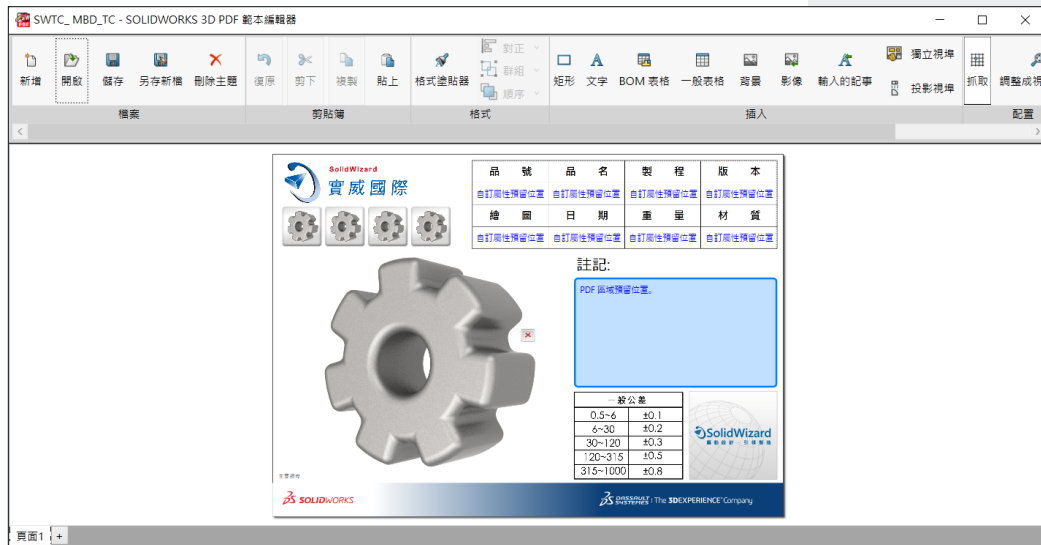 SWTC_ MBD_TC - SOLIDWORKS 3D PDF 範本編輯器
新增 開啟 儲存 另存新檔 刪除主題 復原 剪下 複製 貼上 格式塗貼器 對正 群組 順序 矩形 文字 BOM 表格 一般表格 背景 影像 輸入的記事 獨立視埠 投影視埠 抓取 調整成視
檔案 剪貼簿 格式 插入 配置
SolidWizard
實威國際
品 號 品 名 製 程 版 本
自訂屬性預留位置 自訂屬性預留位置 自訂屬性預留位置 自訂屬性預留位置
繪 圖 日 期 重 量 材 質
自訂屬性預留位置 自訂屬性預留位置 自訂屬性預留位置 自訂屬性預留位置
註記:
PDF 區域預留位置。
一般公差
0.5~6 ±0.1
6~30 ±0.2
30~120 ±0.3
120~315 ±0.5
315~1000 ±0.8
SolidWizard
主要視埠
SOLIDWORKS
DASSAULT SYSTEMES | The 3DEXPERIENCE® Company
頁面1 +